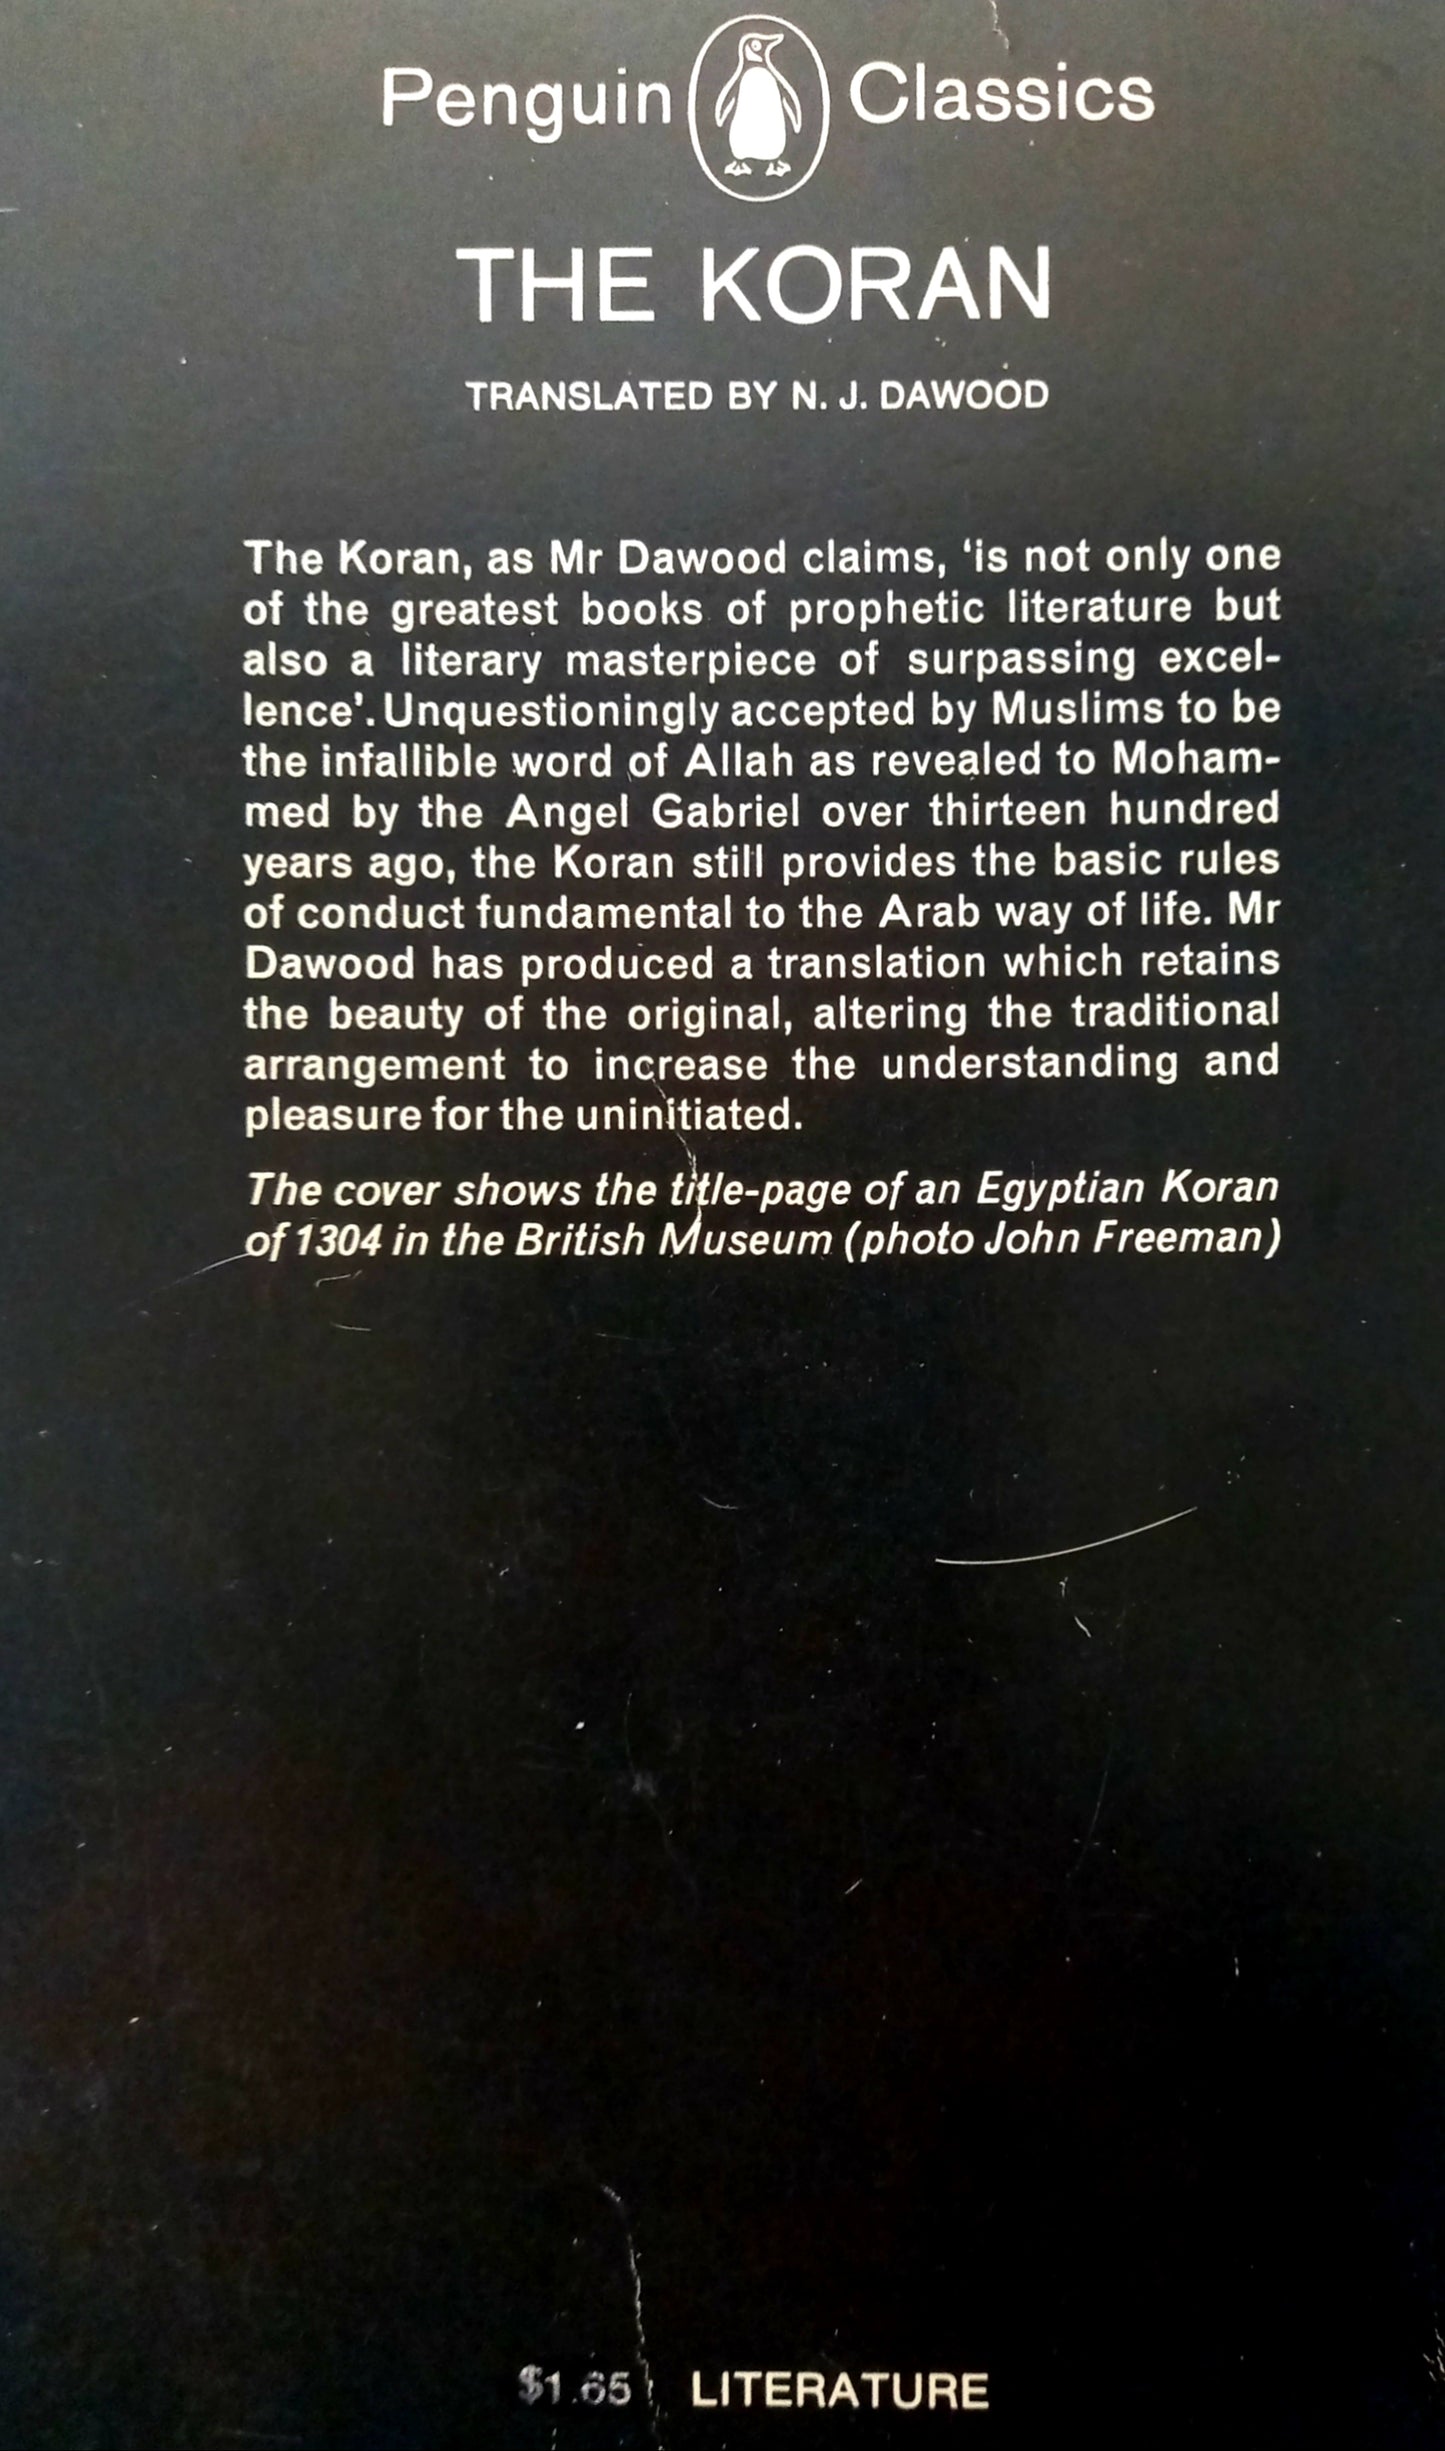 Penguin Classics
THE KORAN
TRANSLATED BY N. J. DAWOOD
The Koran, as Mr Dawood claims, ‘is not only one
of the greatest books of prophetic literature but
also a literary masterpiece of surpassing excel-
lence’. Unquestioningly accepted by Muslims to be
the infallible word of Allah as revealed to Moham-
med by the Angel Gabriel over thirteen hundred
years ago, the Koran still provides the basic rules
of conduct fundamental to the Arab way of life. Mr
Dawood has produced a translation which retains
the beauty of the original, altering the traditional
arrangement to increase the understanding and
pleasure for the uninitiated.
The cover shows the title-page of an Egyptian Koran
of 1304 in the British Museum (photo John Freeman)
$1.65 LITERATURE